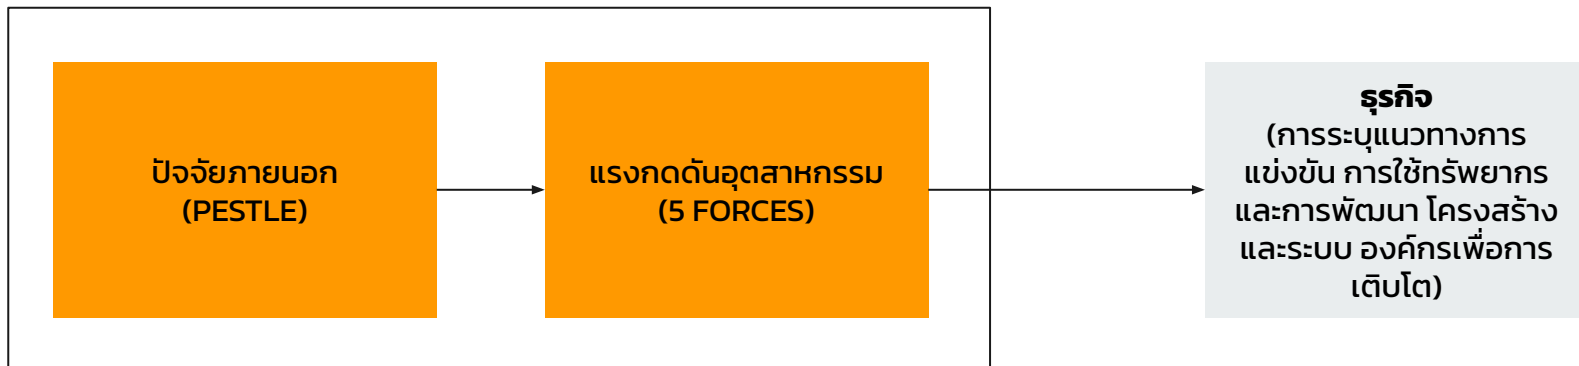 ปัจจัยภายนอก
(PESTLE)
แรงกดดันอุตสาหกรรม
(5 FORCES)
ธุรกิจ
(การระบุแนวทางการ
แข่งขัน การใช้ทรัพยากร
และการพัฒนา โครงสร้าง
และระบบ องค์กรเพื่อการ
เติบโต)